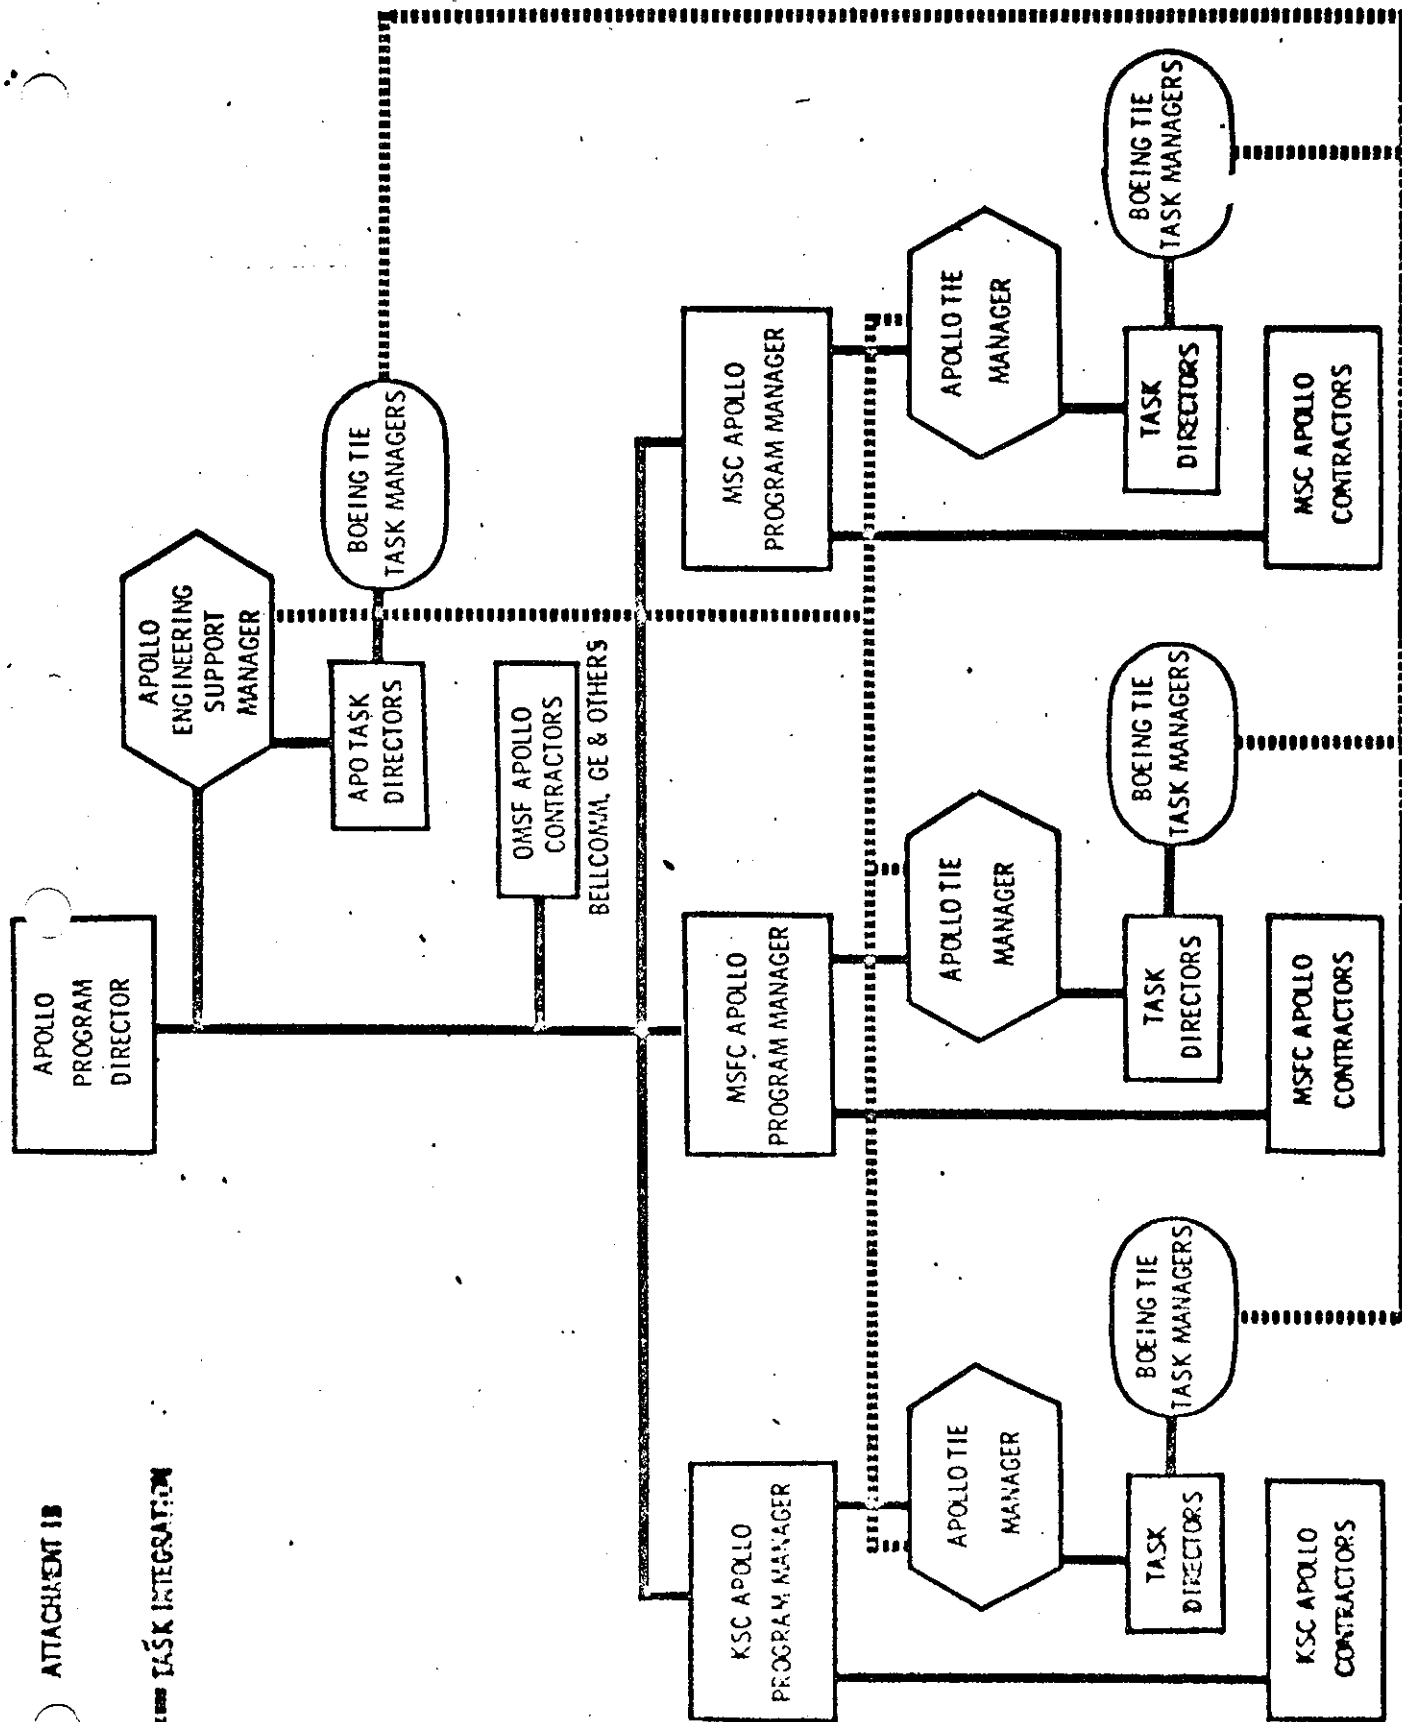 ATTACHMENT 1B
TASK INTEGRATION
APOLLO
PROGRAM
DIRECTOR
APOLLO
ENGINEERING
SUPPORT
MANAGER
APO TASK
DIRECTORS
BOEING TIE
TASK MANAGERS
OMSF APOLLO
CONTRACTORS
BELLCOMM, GE & OTHERS
KSC APOLLO
PROGRAM MANAGER
MSFC APOLLO
PROGRAM MANAGER
MSC APOLLO
PROGRAM MANAGER
APOLLO TIE
MANAGER
APOLLO TIE
MANAGER
APOLLO TIE
MANAGER
TASK
DIRECTORS
BOEING TIE
TASK MANAGERS
TASK
DIRECTORS
BOEING TIE
TASK MANAGERS
TASK
DIRECTORS
BOEING TIE
TASK MANAGERS
KSC APOLLO
CONTRACTORS
MSFC APOLLO
CONTRACTORS
MSC APOLLO
CONTRACTORS